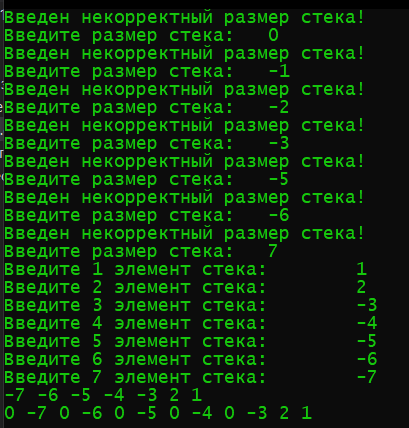 Введен некорректный размер стека!
Введите размер стека:   0
Введен некорректный размер стека!
Введите размер стека:   -1
Введен некорректный размер стека!
Введите размер стека:   -2
Введен некорректный размер стека!
Введите размер стека:   -3
Введен некорректный размер стека!
Введите размер стека:   -5
Введен некорректный размер стека!
Введите размер стека:   -6
Введен некорректный размер стека!
Введите размер стека:   7
Введите 1 элемент стека:        1
Введите 2 элемент стека:        2
Введите 3 элемент стека:        -3
Введите 4 элемент стека:        -4
Введите 5 элемент стека:        -5
Введите 6 элемент стека:        -6
Введите 7 элемент стека:        -7
-7 -6 -5 -4 -3 2 1
0 -7 0 -6 0 -5 0 -4 0 -3 2 1